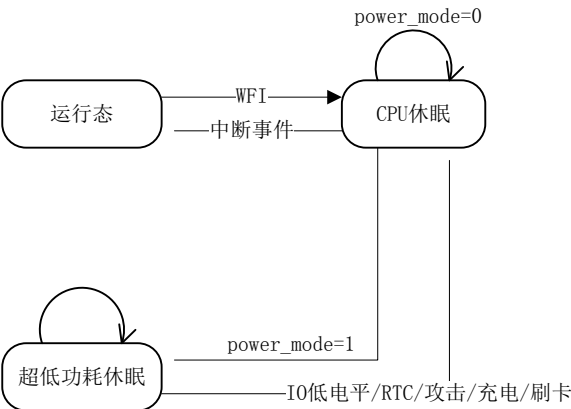 power_mode=0
运行态
WFI
CPU休眠
中断事件
power_mode=1
超低功耗休眠
IO低电平/RTC/攻击/充电/刷卡